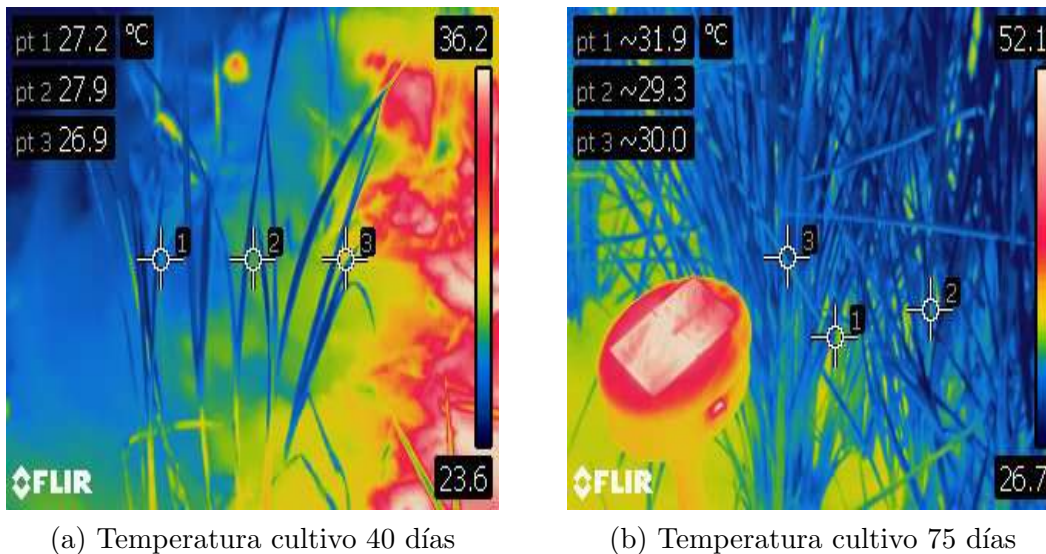 pt 1 27.2 °C
pt 2 27.9
pt 3 26.9
36.2
1
2
3
23.6
FLIR
(a) Temperatura cultivo 40 días
pt 1 ~31.9 °C
pt 2 ~29.3
pt 3 ~30.0
52.1
3
2
1
26.7
FLIR
(b) Temperatura cultivo 75 días